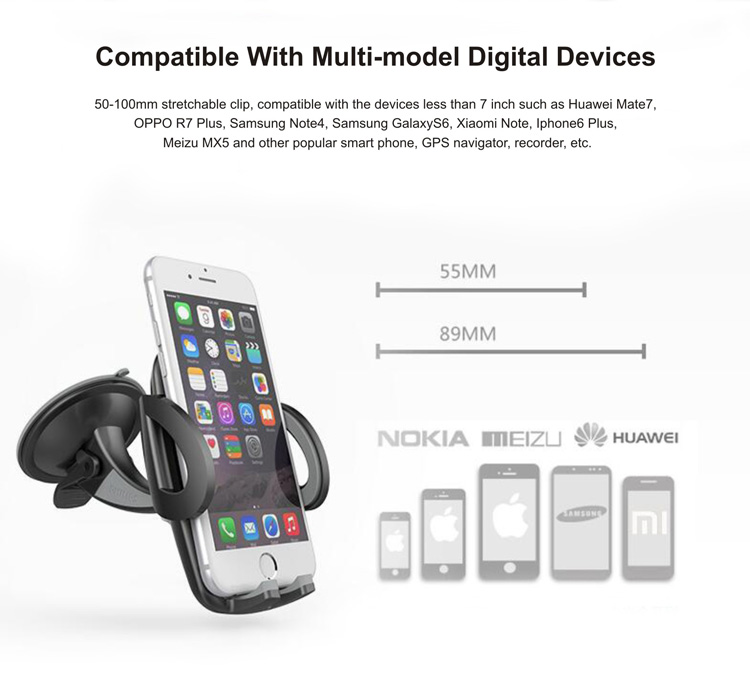 Compatible With Multi-model Digital Devices
50-100mm stretchable clip, compatible with the devices less than 7 inch such as Huawei Mate7,
OPPO R7 Plus, Samsung Note4, Samsung GalaxyS6, Xiaomi Note, Iphone6 Plus,
Meizu MX5 and other popular smart phone, GPS navigator, recorder, etc.
55MM
89MM
NOKIA MEIZU HUAWEI
SAMSUNG
mi